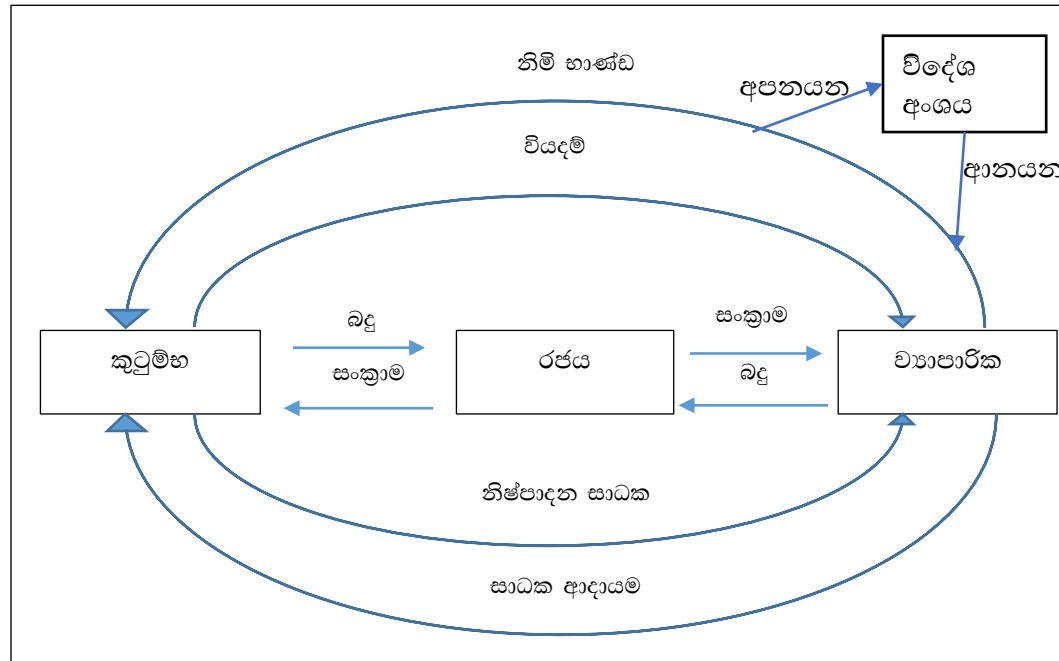 නිමි භාණ්ඩ
විදේශ
අංශය
අපනයන
වියදම්
ආනයන
බදු
සංක්‍රාම
කුටුම්භ
රජය
ව්‍යාපාරික
සංක්‍රාම
බදු
නිෂ්පාදන සාධක
සාධක ආදායම